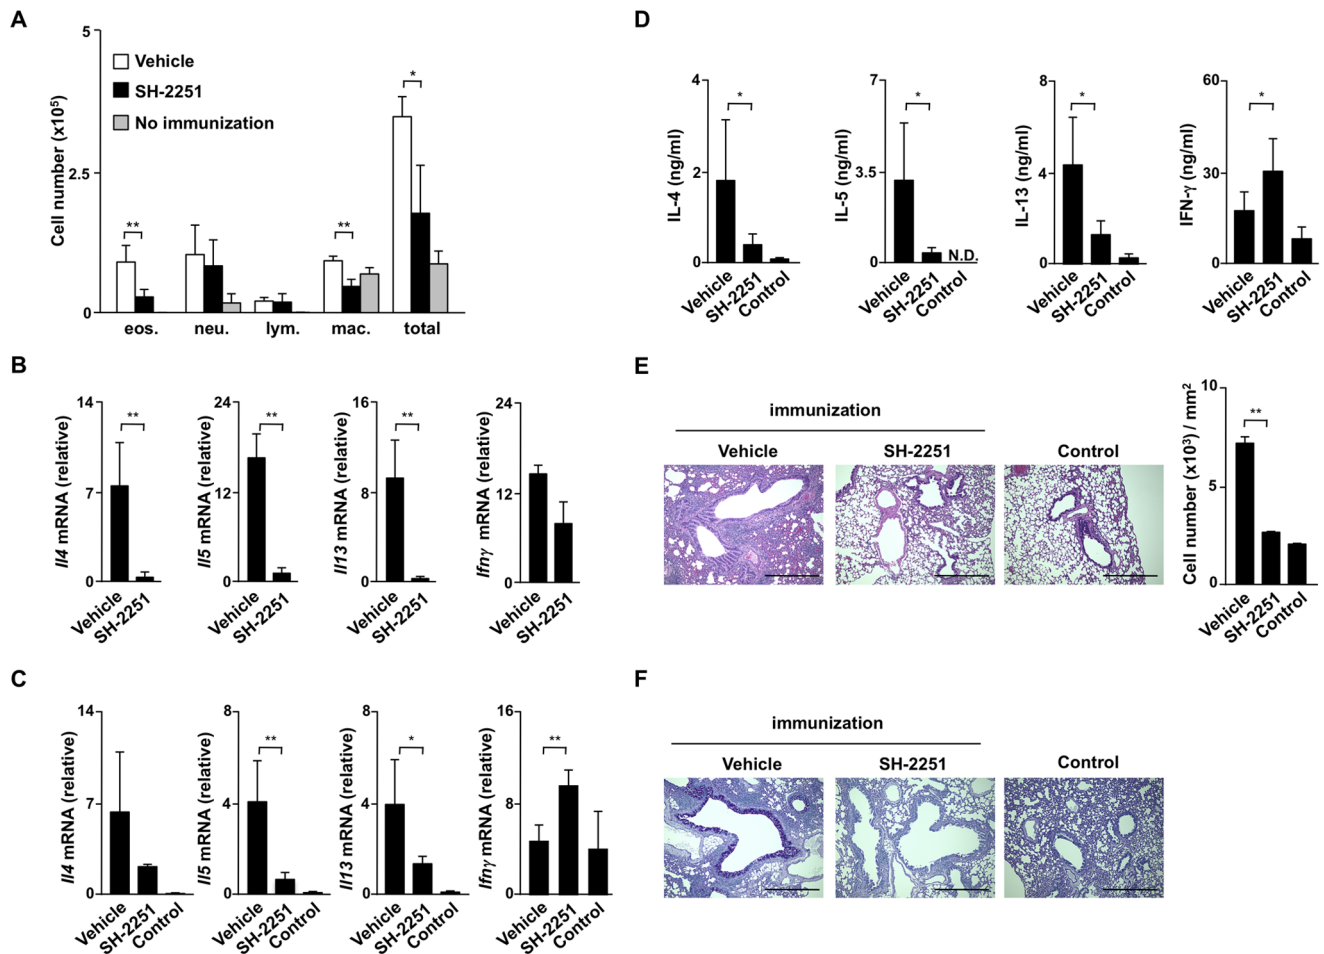 A
5
2.5
0
Cell number (x10⁵)
Vehicle
SH-2251
No immunization
**
**
*
eos.
neu.
lym.
mac.
total
B
14
7
0
Il4 mRNA (relative)
**
Vehicle
SH-2251
24
12
0
Il5 mRNA (relative)
**
Vehicle
SH-2251
16
8
0
Il13 mRNA (relative)
**
Vehicle
SH-2251
24
12
0
Ifnγ mRNA (relative)
Vehicle
SH-2251
C
14
7
0
Il4 mRNA (relative)
Vehicle
SH-2251
Control
8
4
0
Il5 mRNA (relative)
**
Vehicle
SH-2251
Control
8
4
0
Il13 mRNA (relative)
*
Vehicle
SH-2251
Control
16
8
0
Ifnγ mRNA (relative)
**
Vehicle
SH-2251
Control
D
4
2
0
IL-4 (ng/ml)
*
Vehicle
SH-2251
Control
7
3.5
0
IL-5 (ng/ml)
*
N.D.
Vehicle
SH-2251
Control
8
4
0
IL-13 (ng/ml)
*
Vehicle
SH-2251
Control
60
30
0
IFN-γ (ng/ml)
*
Vehicle
SH-2251
Control
E
immunization
Vehicle
SH-2251
Control
10
5
0
Cell number (x10³) / mm²
**
Vehicle
SH-2251
Control
F
immunization
Vehicle
SH-2251
Control